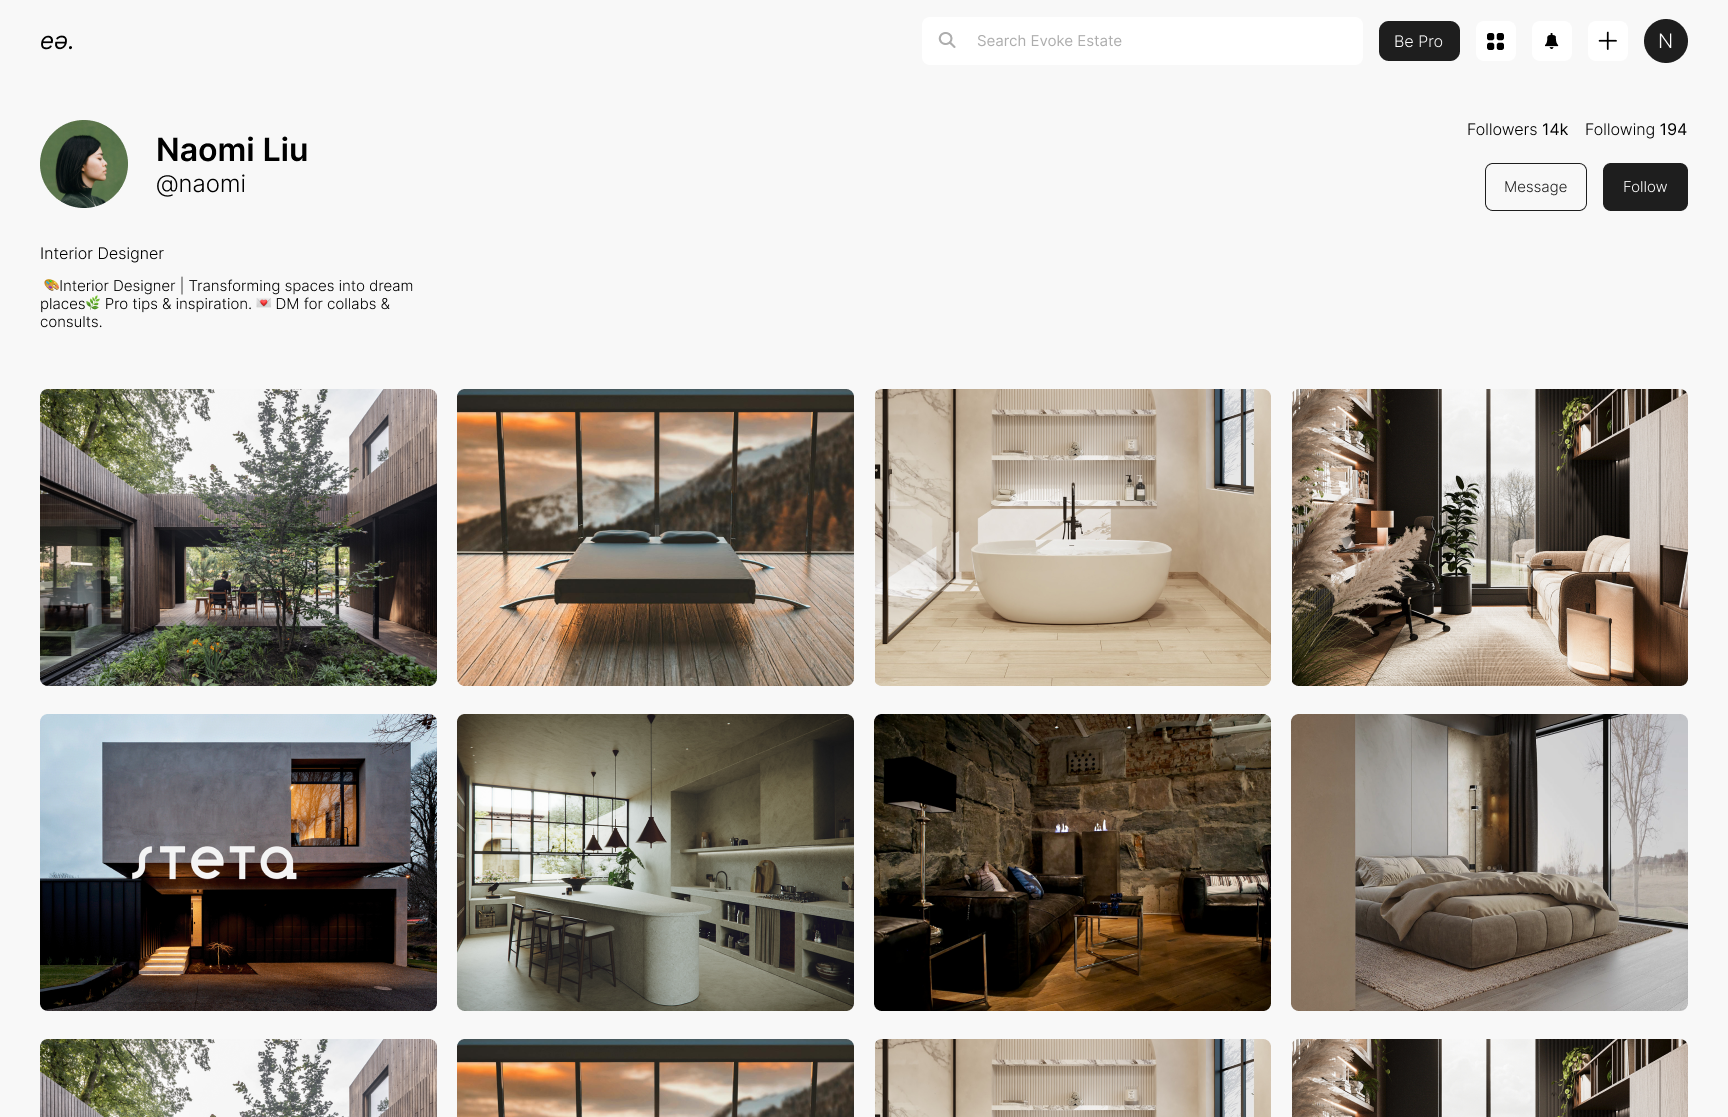 eə.
Search Evoke Estate
Be Pro
N
Naomi Liu
@naomi
Followers 14k
Following 194
Message
Follow
Interior Designer
🎨Interior Designer | Transforming spaces into dream
places🌿 Pro tips & inspiration. 💌 DM for collabs &
consults.
STETA